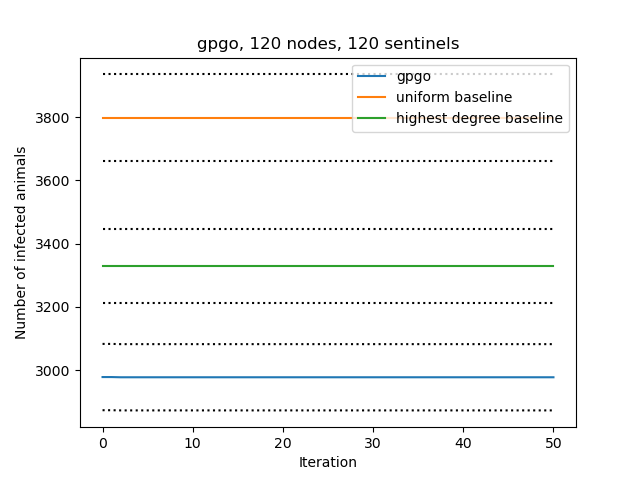 gpgo, 120 nodes, 120 sentinels
gpgo
uniform baseline
highest degree baseline
Number of infected animals
3800
3600
3400
3200
3000
0 10 20 30 40 50
Iteration